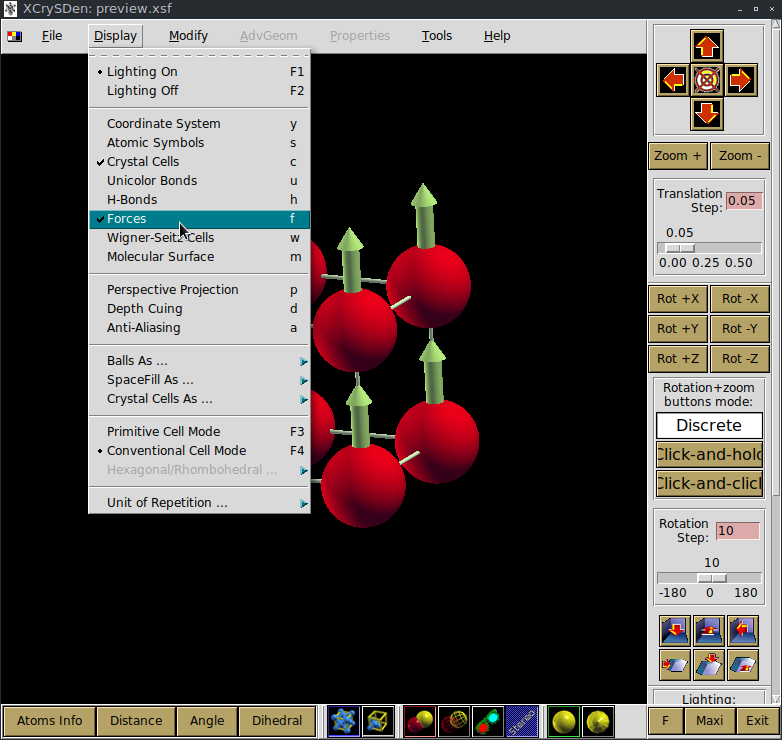 XCrySDen: preview.xsf
File Display Modify AdvGeom Properties Tools Help
Lighting On F1
Lighting Off F2
Coordinate System y
Atomic Symbols s
Crystal Cells c
Unicolor Bonds u
H-Bonds h
Forces f
Wigner-Seitz Cells w
Molecular Surface m
Perspective Projection p
Depth Cuing d
Anti-Aliasing a
Balls As ...
SpaceFill As ...
Crystal Cells As ...
Primitive Cell Mode F3
Conventional Cell Mode F4
Hexagonal/Rhombohedral ...
Unit of Repetition ...
Zoom + Zoom -
Translation
Step: 0.05
0.05
0.00 0.25 0.50
Rot +X Rot -X
Rot +Y Rot -Y
Rot +Z Rot -Z
Rotation+zoom
buttons mode:
Discrete
Click-and-hold
Click-and-clicl
Rotation
Step: 10
10
-180 0 180
Lighting:
Atoms Info Distance Angle Dihedral Stereo F Maxi Exit